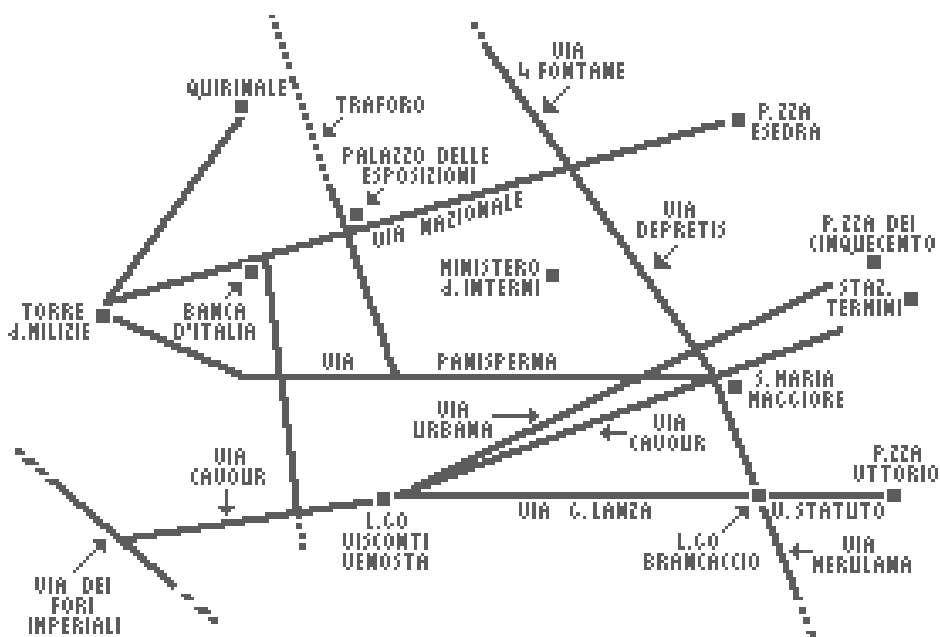 VIA
4 FONTANE
QUIRINALE
TRAFORO
P.ZZA
ESEDRA
PALAZZO DELLE
ESPOSIZIONI
VIA NAZIONALE
VIA
DEPRETIS
P.ZZA DEI
CINQUECENTO
MINISTERO
d.INTERNI
STAZ.
TERMINI
TORRE
d.MILIZIE
BANCA
D'ITALIA
VIA PANISPERNA
S.MARIA
MAGGIORE
VIA
URBANA
VIA
CAVOUR
VIA
CAVOUR
P.ZZA
VITTORIO
L.GO
VISCONTI
VENOSTA
VIA G.LANZA
V.STATUTO
L.GO
BRANCACCIO
VIA
MERULANA
VIA DEI
FORI
IMPERIALI